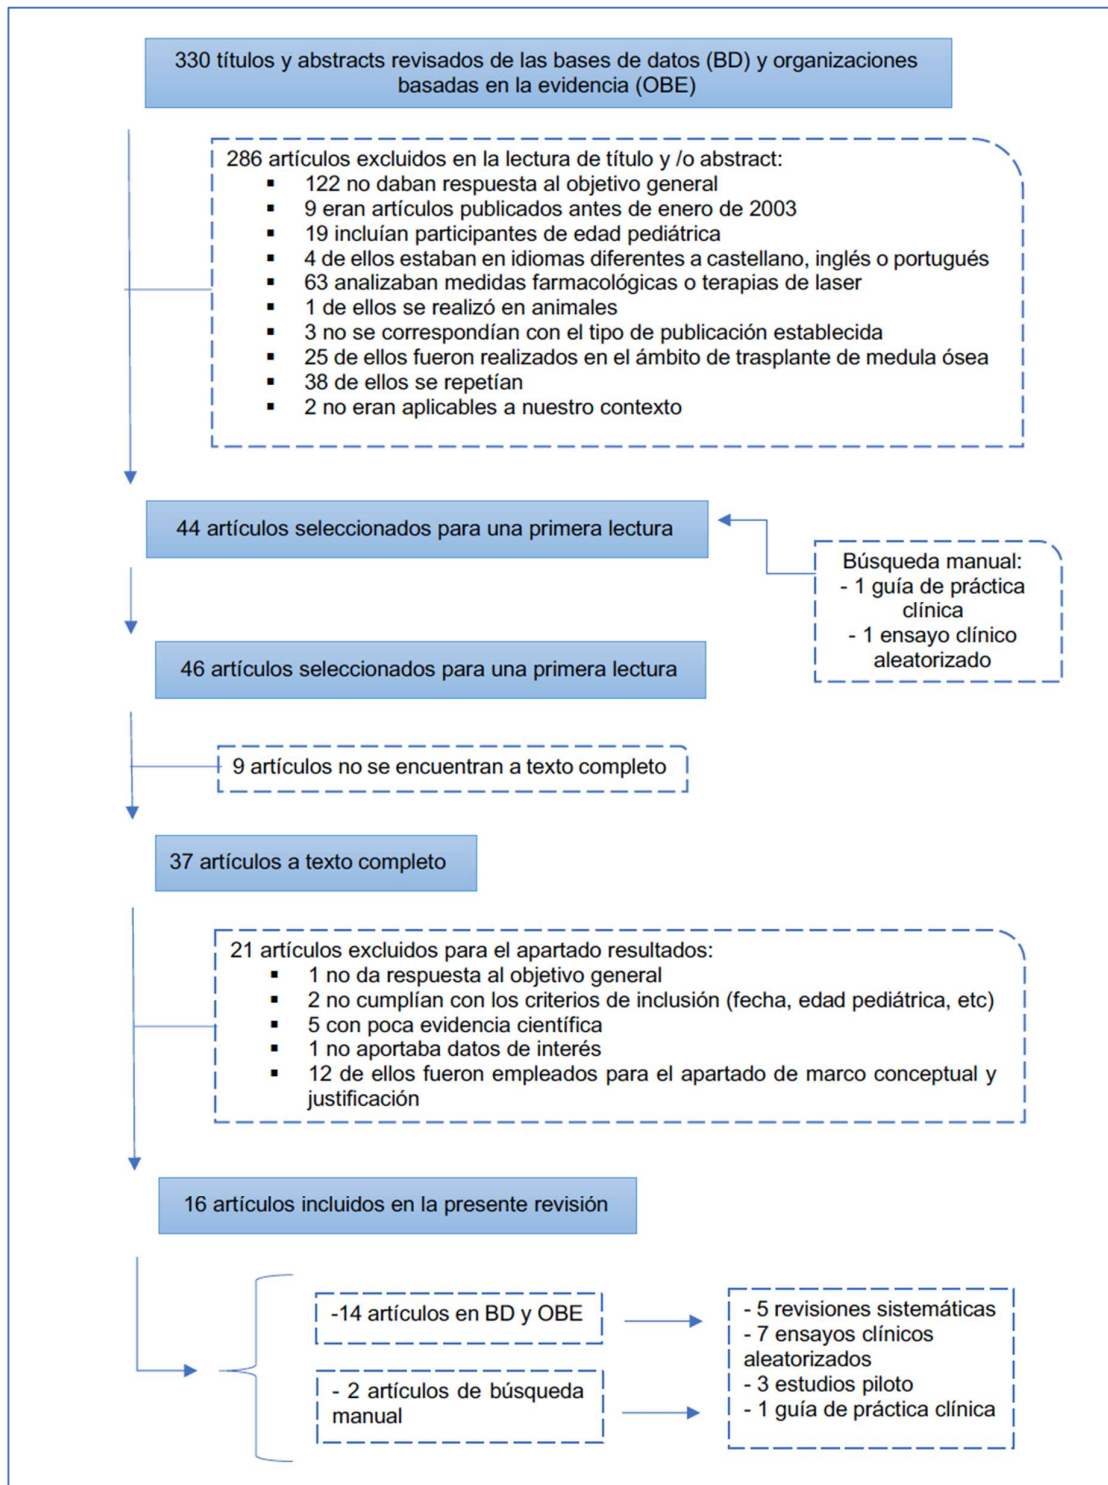 330 títulos y abstracts revisados de las bases de datos (BD) y organizaciones
basadas en la evidencia (OBE)
286 artículos excluidos en la lectura de título y /o abstract:
▪ 122 no daban respuesta al objetivo general
▪ 9 eran artículos publicados antes de enero de 2003
▪ 19 incluían participantes de edad pediátrica
▪ 4 de ellos estaban en idiomas diferentes a castellano, inglés o portugués
▪ 63 analizaban medidas farmacológicas o terapias de laser
▪ 1 de ellos se realizó en animales
▪ 3 no se correspondían con el tipo de publicación establecida
▪ 25 de ellos fueron realizados en el ámbito de trasplante de medula ósea
▪ 38 de ellos se repetían
▪ 2 no eran aplicables a nuestro contexto
44 artículos seleccionados para una primera lectura
Búsqueda manual:
- 1 guía de práctica
clínica
- 1 ensayo clínico
aleatorizado
46 artículos seleccionados para una primera lectura
9 artículos no se encuentran a texto completo
37 artículos a texto completo
21 artículos excluidos para el apartado resultados:
▪ 1 no da respuesta al objetivo general
▪ 2 no cumplían con los criterios de inclusión (fecha, edad pediátrica, etc)
▪ 5 con poca evidencia científica
▪ 1 no aportaba datos de interés
▪ 12 de ellos fueron empleados para el apartado de marco conceptual y
justificación
16 artículos incluidos en la presente revisión
-14 artículos en BD y OBE
- 2 artículos de búsqueda
manual
- 5 revisiones sistemáticas
- 7 ensayos clínicos
aleatorizados
- 3 estudios piloto
- 1 guía de práctica clínica